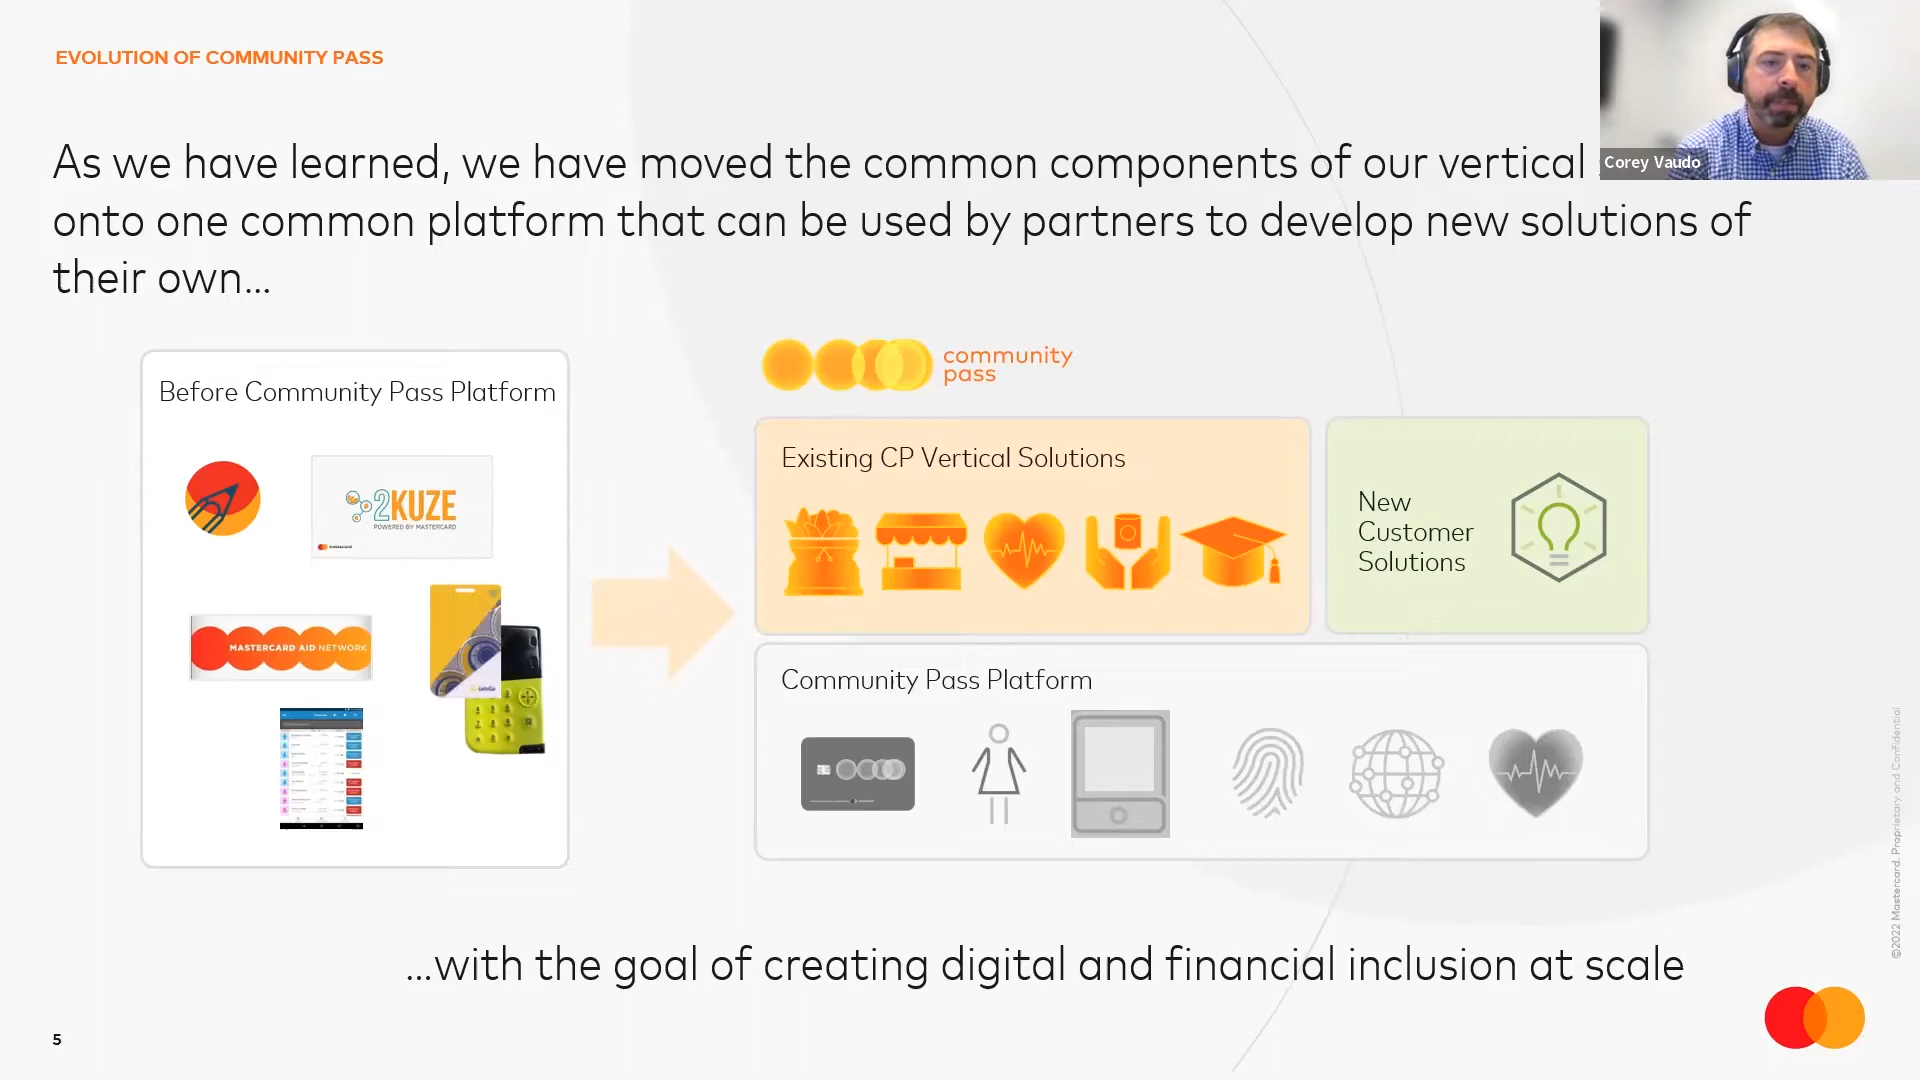 EVOLUTION OF COMMUNITY PASS
Corey Vaudo
As we have learned, we have moved the common components of our vertical
onto one common platform that can be used by partners to develop new solutions of
their own...
Before Community Pass Platform
2KUZE
POWERED BY MASTERCARD
mastercard
MASTERCARD AID NETWORK
community
pass
Existing CP Vertical Solutions
New
Customer
Solutions
Community Pass Platform
...with the goal of creating digital and financial inclusion at scale
©2022 Mastercard. Proprietary and Confidential
5